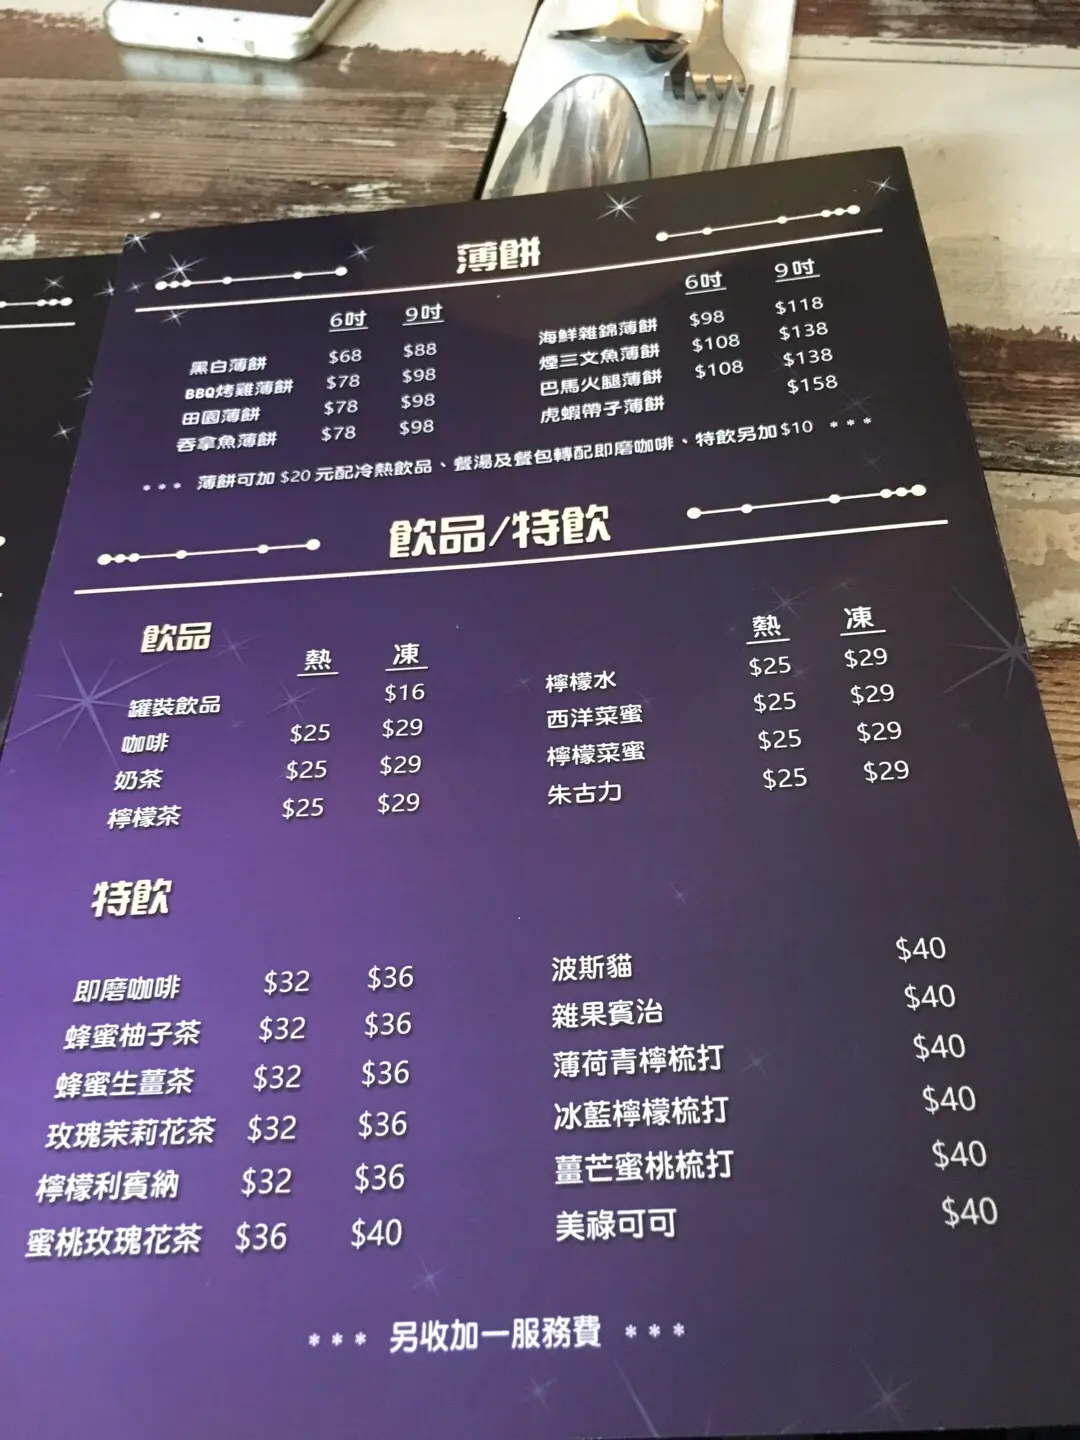 薄餅
6吋 9吋
黑白薄餅 $68 $88
BBQ烤雞薄餅 $78 $98
田園薄餅 $78 $98
吞拿魚薄餅 $78 $98
6吋 9吋
海鮮雜錦薄餅 $98 $118
煙三文魚薄餅 $108 $138
巴馬火腿薄餅 $108 $138
虎蝦帶子薄餅 $158
*** 薄餅可加 $20 元配冷熱飲品、餐湯及餐包轉配即磨咖啡、特飲另加$10 ***
飲品/特飲
飲品
熱 凍
罐裝飲品 $16
咖啡 $25 $29
奶茶 $25 $29
檸檬茶 $25 $29
熱 凍
檸檬水 $25 $29
西洋菜蜜 $25 $29
檸檬菜蜜 $25 $29
朱古力 $25 $29
特飲
即磨咖啡 $32 $36
蜂蜜柚子茶 $32 $36
蜂蜜生薑茶 $32 $36
玫瑰茉莉花茶 $32 $36
檸檬利賓納 $32 $36
蜜桃玫瑰花茶 $36 $40
波斯貓 $40
雜果賓治 $40
薄荷青檸梳打 $40
冰藍檸檬梳打 $40
薑芒蜜桃梳打 $40
美祿可可 $40
*** 另收加一服務費 ***